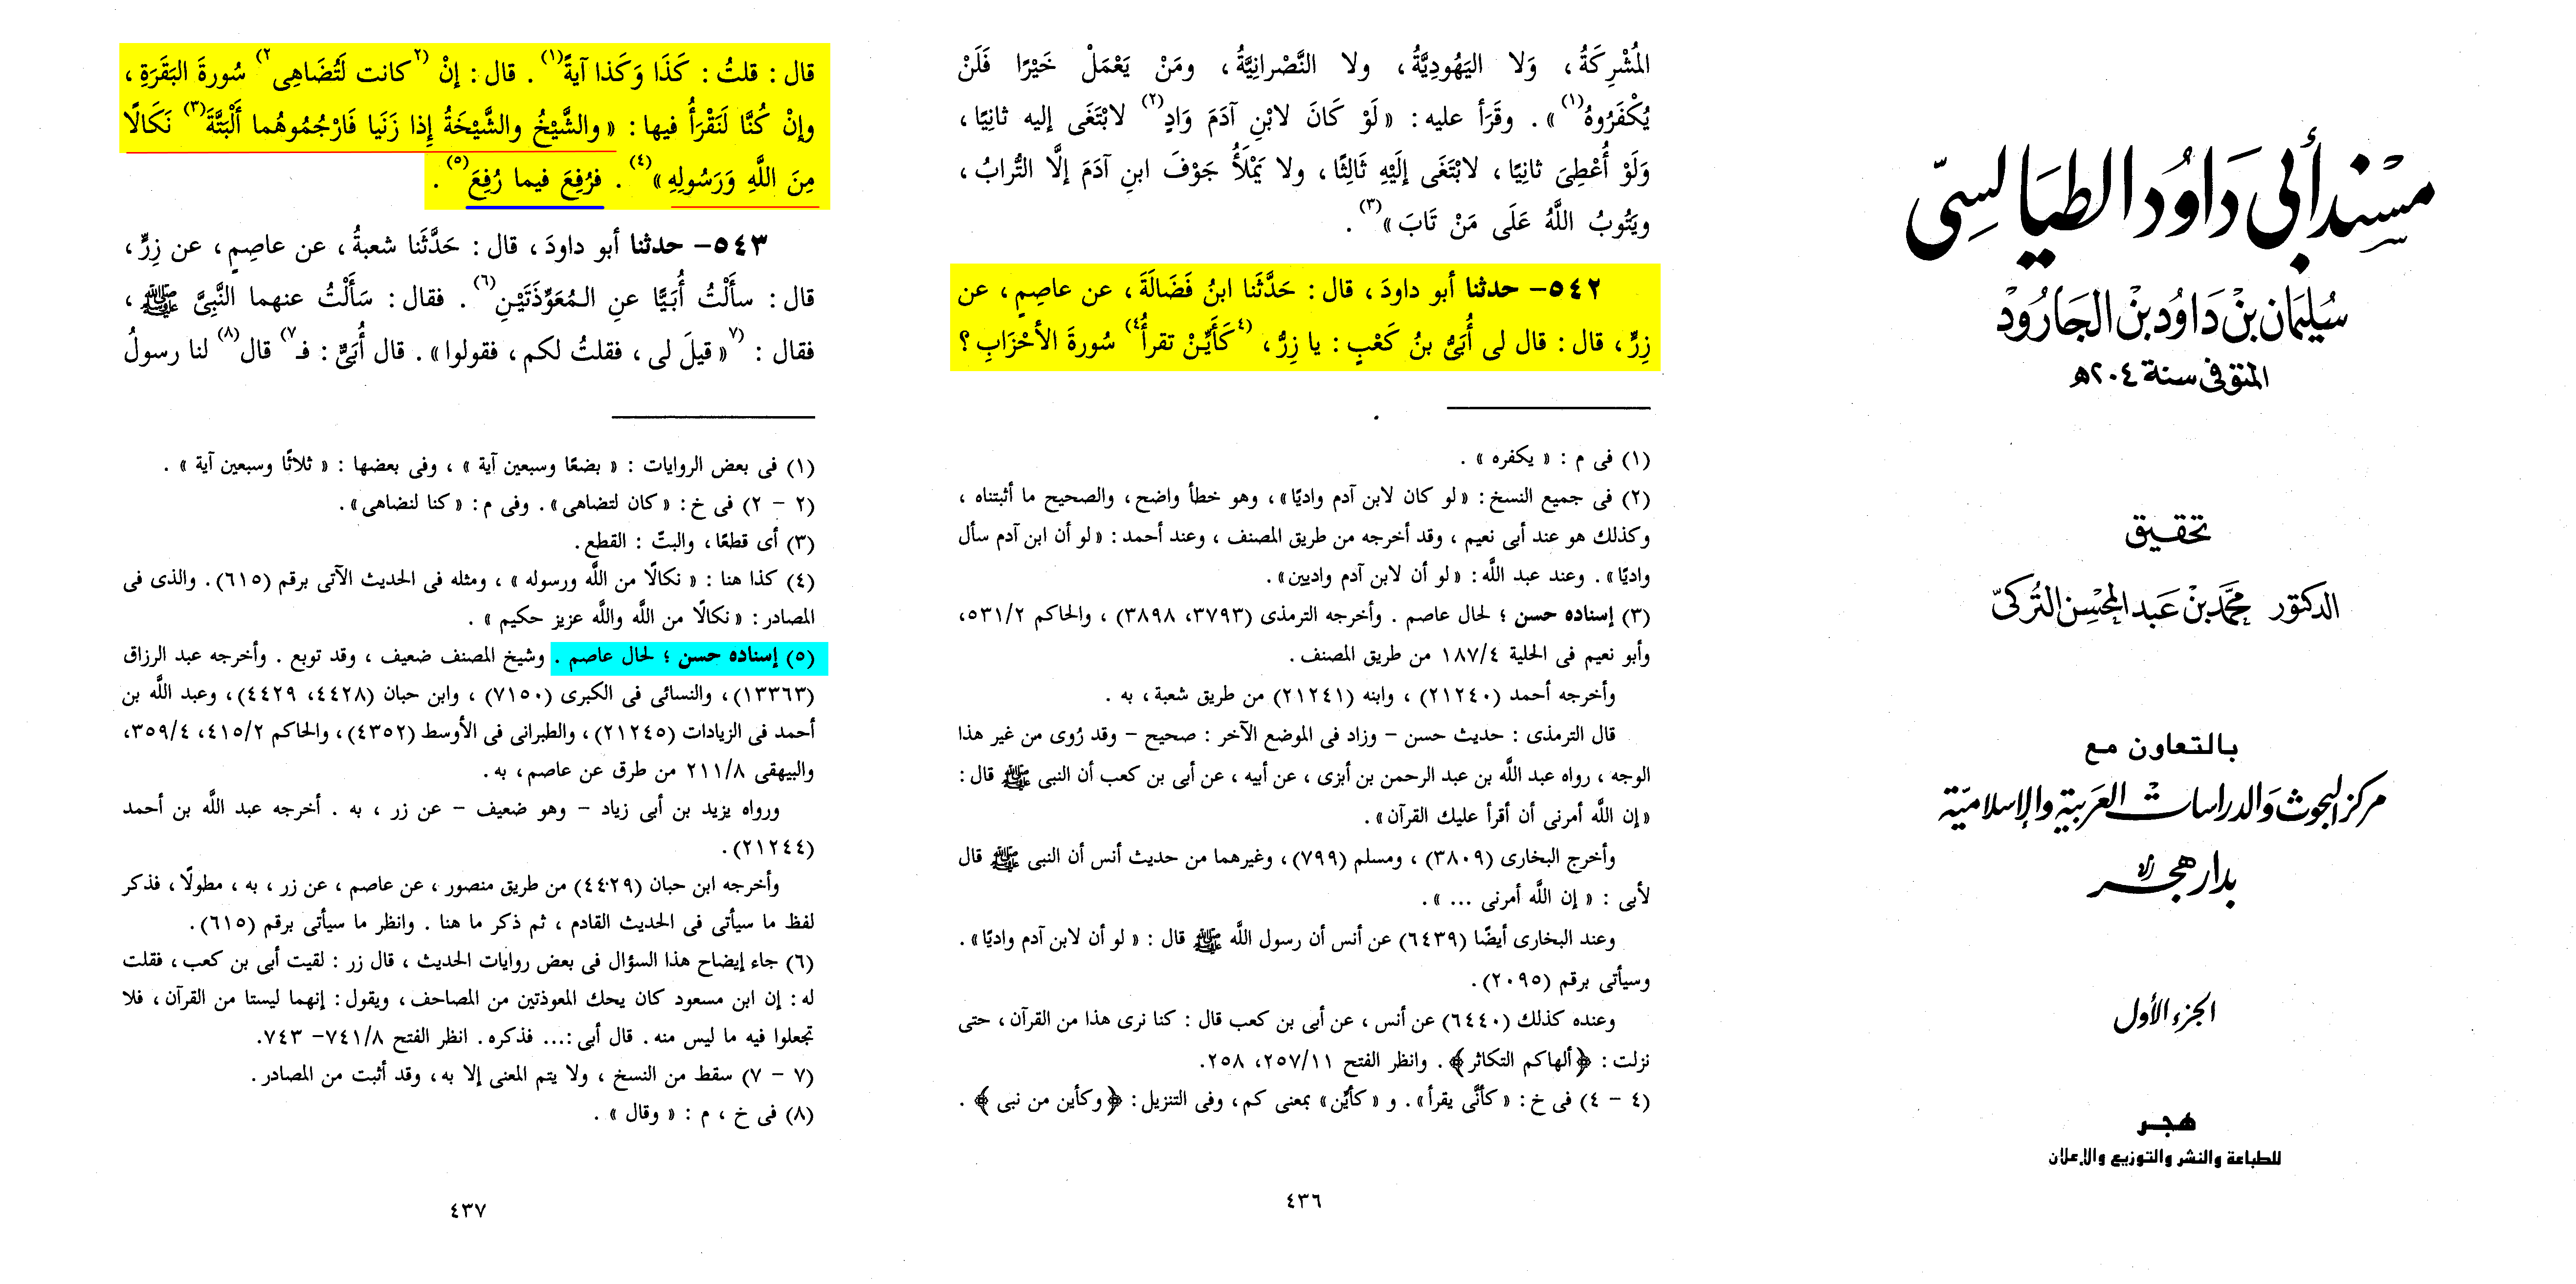 مسند أبى داود الطيالسىّ
سُليمان بن داود بن الجارود
المتوفى سنة ٢٠٤هـ
تحقيق
الدكتور محمد بن عبد المحسن التركى
بالتعاون مع
مركز البحوث والدراسات العربية والإسلاميّة
بدار هجر
الجزء الأول
هجر
للطباعة والنشر والتوزيع والإعلان
المُشْرِكَةُ ، وَلا اليَهُودِيَّةُ ، ولا النَّصْرانِيَّةُ ، ومَنْ يَعْمَلْ خَيْرًا فَلَنْ
يُكْفَرُوهُ(١)» . وقَرَأ عليه : «لَوْ كَانَ لابْنِ آدَمَ وَادٍ(٢) لابْتَغَى إليه ثانِيًا ،
وَلَوْ أُعْطِىَ ثانِيًا ، لابْتَغَى إِلَيْهِ ثَالِثًا ، ولا يَمْلَأُ جَوْفَ ابنِ آدَمَ إلَّا التُّرابُ ،
ويَتُوبُ اللَّهُ عَلَى مَنْ تَابَ»(٣) .
٥٤٢- حدثنا أبو داودَ ، قال : حَدَّثَنا ابنُ فَضَالَةَ ، عن عاصِمٍ ، عن
زِرٍّ ، قال : قال لى أُبَىُّ بنُ كَعْبٍ : يا زِرُّ ، (٤كَأَيِّنْ تقرأُ٤) سُورةَ الأحْزَابِ ؟
(١) فى م : « يكفره » .
(٢) فى جميع النسخ : «لو كان لابن آدم واديًا» ، وهو خطأ واضح ، والصحيح ما أثبتناه ،
وكذلك هو عند أبى نعيم ، وقد أخرجه من طريق المصنف ، وعند أحمد : «لو أن ابن آدم سأل
واديًا» . وعند عبد اللَّه : «لو أن لابن آدم واديين» .
(٣) إسناده حسن ؛ لحال عاصم . وأخرجه الترمذى (٣٧٩٣، ٣٨٩٨) ، والحاكم ٥٣١/٢،
وأبو نعيم فى الحلية ١٨٧/٤ من طريق المصنف .
وأخرجه أحمد (٢١٢٤٠) ، وابنه (٢١٢٤١) من طريق شعبة ، به .
قال الترمذى : حديث حسن - وزاد فى الموضع الآخر : صحيح - وقد رُوى من غير هذا
الوجه ، رواه عبد اللَّه بن عبد الرحمن بن أبزى ، عن أبيه ، عن أبى بن كعب أن النبى ﷺ قال :
«إن اللَّه أمرنى أن أقرأ عليك القرآن» .
وأخرج البخارى (٣٨٠٩) ، ومسلم (٧٩٩) ، وغيرهما من حديث أنس أن النبى ﷺ قال
لأبى : « إن اللَّه أمرنى ... » .
وعند البخارى أيضًا (٦٤٣٩) عن أنس أن رسول اللَّه ﷺ قال : « لو أن لابن آدم واديًا» .
وسيأتى برقم (٢٠٩٥) .
وعنده كذلك (٦٤٤٠) عن أنس ، عن أبى بن كعب قال : كنا نرى هذا من القرآن ، حتى
نزلت : ﴿ألهاكم التكاثر﴾ . وانظر الفتح ٢٥٧/١١، ٢٥٨.
(٤ - ٤) فى خ : «كأنَّى يقرأ» . و «كأيِّن» بمعنى كم ، وفى التنزيل : ﴿وكأين من نبى﴾ .
٤٣٦
قال : قلتُ : كَذَا وَكَذا آيةً(١) . قال : إنْ (٢كانت لَتُضَاهِى٢) سُورةَ البَقَرَةِ ،
وإنْ كُنَّا لَنَقْرَأُ فيها : «والشَّيْخُ والشَّيْخَةُ إِذا زَنَيا فَارْجُمُوهُما أَلْبَتَّةَ(٣) نَكَالًا
مِنَ اللَّهِ وَرَسُولِهِ»(٤) . فرُفِعَ فيما رُفِعَ(٥) .
٥٤٣- حدثنا أبو داودَ ، قال : حَدَّثَنا شعبةُ ، عن عاصِمٍ ، عن زِرٍّ ،
قال : سأَلْتُ أُبَيًّا عنِ المُعَوِّذَتَيْنِ(٦) . فقال : سَأَلْتُ عنهما النَّبِىَّ ﷺ ،
فقال : (٧«قيلَ لى ، فقلتُ لكم ، فقولوا» . قال أُبَىٌّ : فـ٧) قال(٨) لنا رسولُ
(١) فى بعض الروايات : « بضعًا وسبعين آية » ، وفى بعضها : « ثلاثًا وسبعين آية » .
(٢ - ٢) فى خ : «كان لتضاهى» . وفى م : «كنا لنضاهى» .
(٣) أى قطعًا ، والبتّ : القطع .
(٤) كذا هنا : « نكالًا من اللَّه ورسوله » ، ومثله فى الحديث الآتى برقم (٦١٥) . والذى فى
المصادر : «نكالًا من اللَّه واللَّه عزيز حكيم » .
(٥) إسناده حسن ؛ لحال عاصم . وشيخ المصنف ضعيف ، وقد توبع . وأخرجه عبد الرزاق
(١٣٣٦٣) ، والنسائى فى الكبرى (٧١٥٠) ، وابن حبان (٤٤٢٨، ٤٤٢٩) ، وعبد اللَّه بن
أحمد فى الزيادات (٢١٢٤٥) ، والطبرانى فى الأوسط (٤٣٥٢) ، والحاكم ٤١٥/٢، ٣٥٩/٤،
والبيهقى ٢١١/٨ من طرق عن عاصم ، به .
ورواه يزيد بن أبى زياد - وهو ضعيف - عن زر ، به . أخرجه عبد اللَّه بن أحمد
(٢١٢٤٤) .
وأخرجه ابن حبان (٤٤٢٩) من طريق منصور ، عن عاصم ، عن زر ، به ، مطولًا ، فذكر
لفظ ما سيأتى فى الحديث القادم ، ثم ذكر ما هنا . وانظر ما سيأتى برقم (٦١٥) .
(٦) جاء إيضاح هذا السؤال فى بعض روايات الحديث ، قال زر : لقيت أبى بن كعب ، فقلت
له : إن ابن مسعود كان يحك المعوذتين من المصاحف ، ويقول : إنهما ليستا من القرآن ، فلا
تجعلوا فيه ما ليس منه . قال أبى : ... فذكره . انظر الفتح ٧٤١/٨- ٧٤٣.
(٧ - ٧) سقط من النسخ ، ولا يتم المعنى إلا به ، وقد أثبت من المصادر .
(٨) فى خ ، م : « وقال » .
٤٣٧